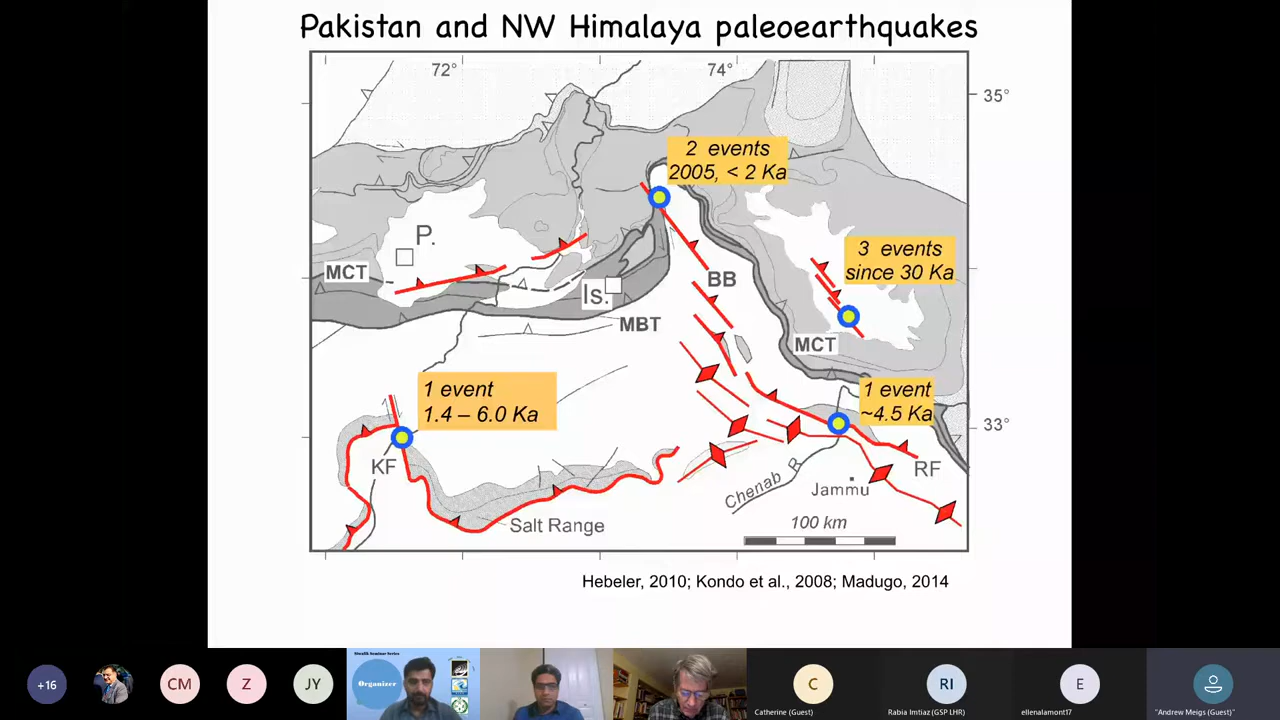 Pakistan and NW Himalaya paleoearthquakes
72°
74°
35°
2 events
2005, < 2 Ka
P.
3 events
since 30 Ka
MCT
BB
Is.
MBT
MCT
1 event
1.4 – 6.0 Ka
1 event
~4.5 Ka
33°
KF
RF
Chenab R
Jammu
Salt Range
100 km
Hebeler, 2010; Kondo et al., 2008; Madugo, 2014
+16
CM
Z
JY
Siwalik Seminar Series
Organizer
C
Catherine (Guest)
RI
Rabia Imtiaz (GSP LHR)
E
ellenalamont17
"Andrew Meigs (Guest)"